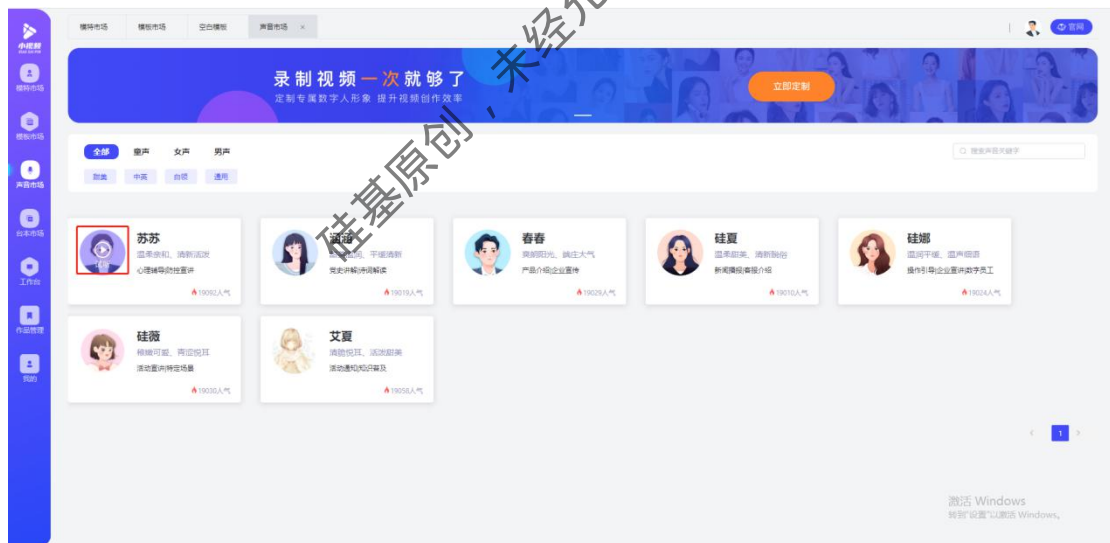 模特市场 模板市场 空白模板 声音市场 ×
官网
小视频
模特市场
模板市场
声音市场
台本市场
工作台
作品管理
我的
录制视频一次就够了
定制专属数字人形象 提升视频创作效率
立即定制
全部 童声 女声 男声
甜美 中英 白领 通用
搜索声音关键字
苏苏
温柔亲和、清新活泼
心理辅导|防控宣讲
19092人气
涵涵
平缓清新
党史讲解|诗词解读
19019人气
春春
爽朗阳光、端庄大气
产品介绍|企业宣传
19029人气
硅夏
温柔甜美、清新脱俗
新闻播报|春报介绍
19010人气
硅娜
温润平缓、温声细语
操作引导|企业宣讲|数字员工
19024人气
硅薇
稚嫩可爱、青涩悦耳
活动宣讲|特定场景
19030人气
艾夏
清脆悦耳、活泼甜美
活动通知|知识普及
19058人气
1
激活 Windows
转到"设置"以激活 Windows。
硅基原创，未经允